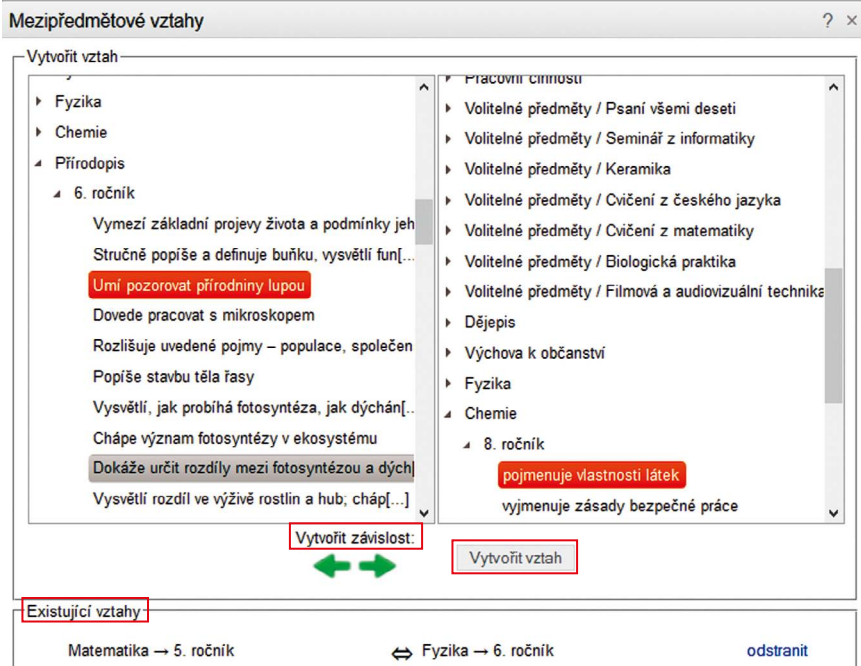 Mezipředmětové vztahy ? ×
Vytvořit vztah
Fyzika
Chemie
Přírodopis
6. ročník
Vymezí základní projevy života a podmínky jeh
Stručně popíše a definuje buňku, vysvětlí fun[...
Umí pozorovat přírodniny lupou
Dovede pracovat s mikroskopem
Rozlišuje uvedené pojmy – populace, společen
Popíše stavbu těla řasy
Vysvětlí, jak probíhá fotosyntéza, jak dýchán[..
Chápe význam fotosyntézy v ekosystému
Dokáže určit rozdíly mezi fotosyntézou a dých[
Vysvětlí rozdíl ve výživě rostlin a hub; cháp[...]
Pracovní činnosti
Volitelné předměty / Psaní všemi deseti
Volitelné předměty / Seminář z informatiky
Volitelné předměty / Keramika
Volitelné předměty / Cvičení z českého jazyka
Volitelné předměty / Cvičení z matematiky
Volitelné předměty / Biologická praktika
Volitelné předměty / Filmová a audiovizuální technika
Dějepis
Výchova k občanství
Fyzika
Chemie
8. ročník
pojmenuje vlastnosti látek
vyjmenuje zásady bezpečné práce
Vytvořit závislost:
Vytvořit vztah
Existující vztahy
Matematika → 5. ročník ⇔ Fyzika → 6. ročník odstranit